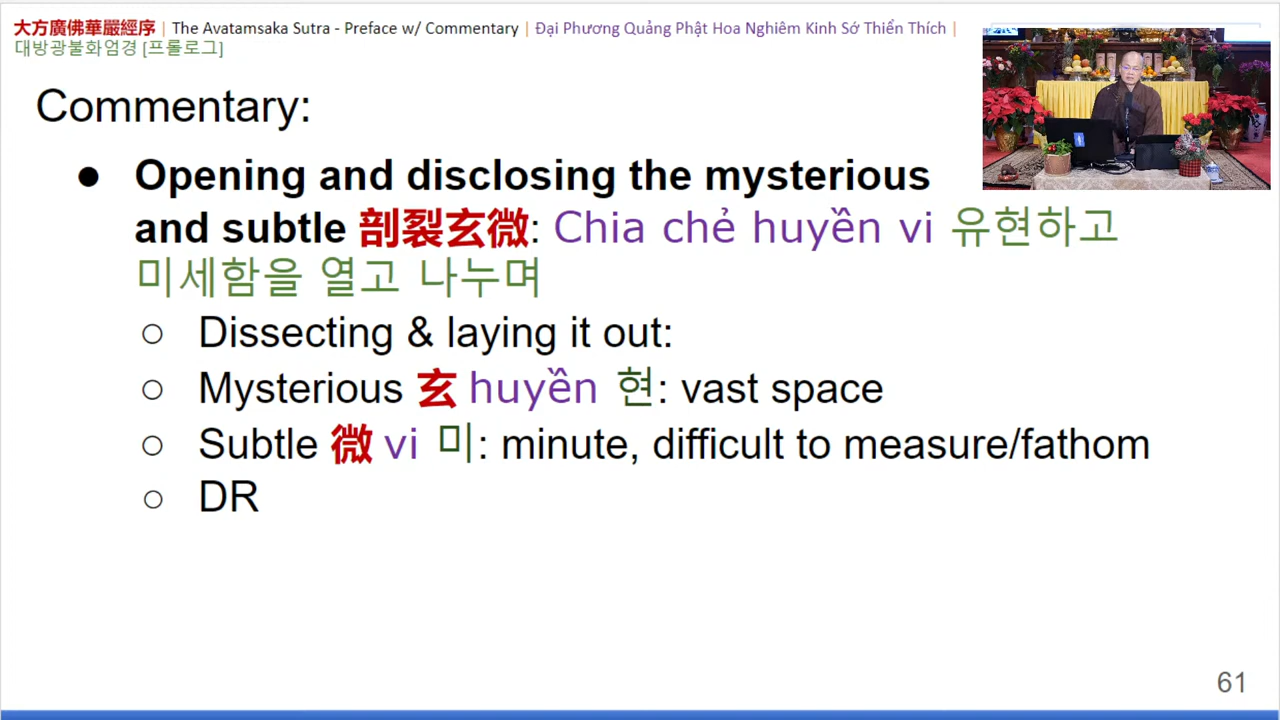 大方廣佛華嚴經序 | The Avatamsaka Sutra - Preface w/ Commentary | Đại Phương Quảng Phật Hoa Nghiêm Kinh Sớ Thiển Thích |
대방광불화엄경 [프롤로그]
Commentary:
● Opening and disclosing the mysterious
and subtle 剖裂玄微: Chia chẻ huyền vi 유현하고
미세함을 열고 나누며
○ Dissecting & laying it out:
○ Mysterious 玄 huyền 현: vast space
○ Subtle 微 vi 미: minute, difficult to measure/fathom
○ DR
61